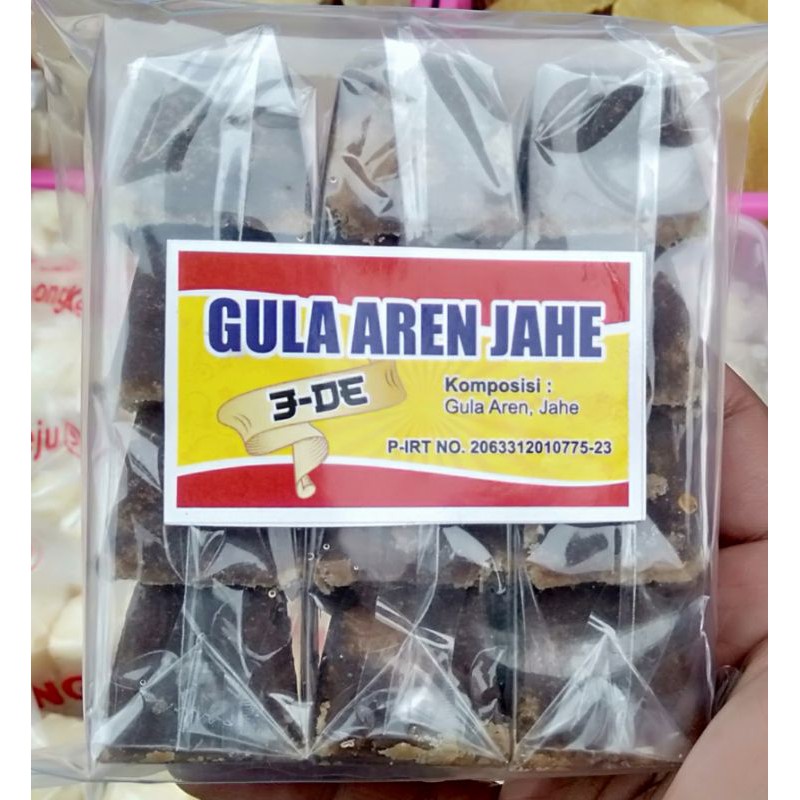 GULA AREN JAHE
3-DE
Komposisi :
Gula Aren, Jahe
P-IRT NO. 2063312010775-23